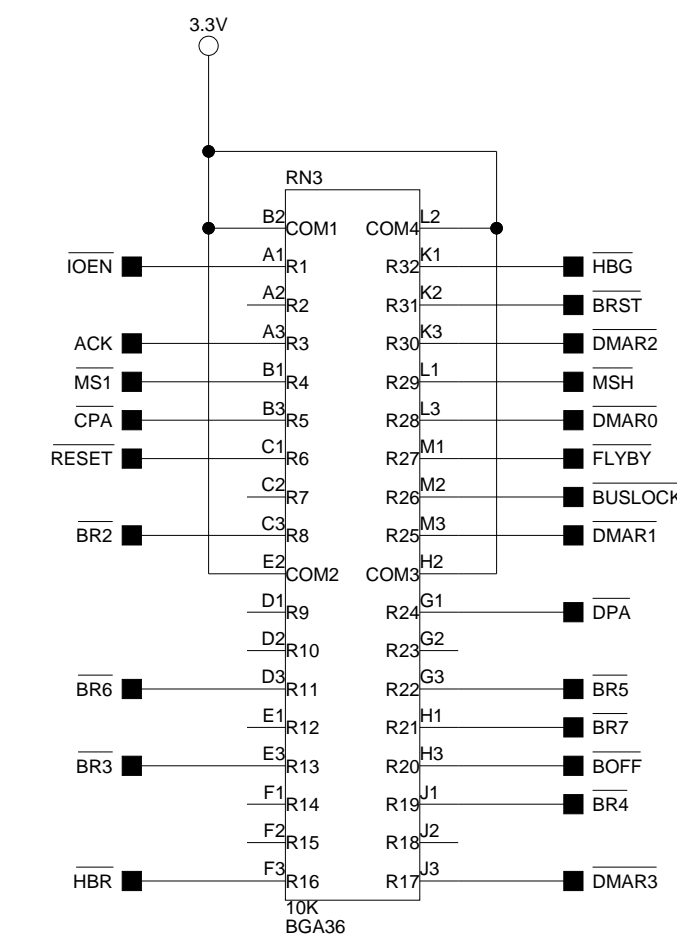 3.3V
RN3
B2 COM1 COM4 L2
IOEN A1 R1 R32 K1 HBG
A2 R2 R31 K2 BRST
ACK A3 R3 R30 K3 DMAR2
MS1 B1 R4 R29 L1 MSH
CPA B3 R5 R28 L3 DMAR0
RESET C1 R6 R27 M1 FLYBY
C2 R7 R26 M2 BUSLOCK
BR2 C3 R8 R25 M3 DMAR1
E2 COM2 COM3 H2
D1 R9 R24 G1 DPA
D2 R10 R23 G2
BR6 D3 R11 R22 G3 BR5
E1 R12 R21 H1 BR7
BR3 E3 R13 R20 H3 BOFF
F1 R14 R19 J1 BR4
F2 R15 R18 J2
HBR F3 R16 R17 J3 DMAR3
10K
BGA36